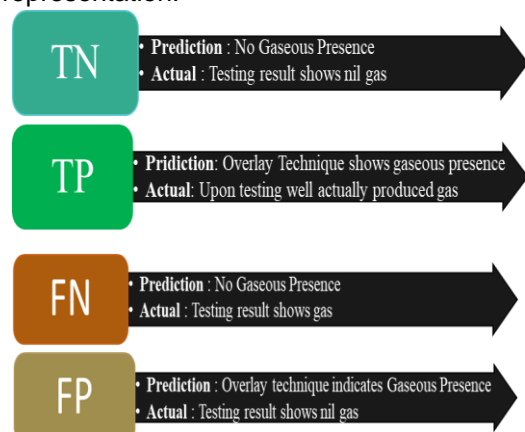 representation.
TN
• Prediction : No Gaseous Presence
• Actual : Testing result shows nil gas
TP
• Pridiction: Overlay Technique shows gaseous presence
• Actual: Upon testing well actually produced gas
FN
• Prediction : No Gaseous Presence
• Actual : Testing result shows gas
FP
• Prediction : Overlay technique indicates Gaseous Presence
• Actual : Testing result shows nil gas